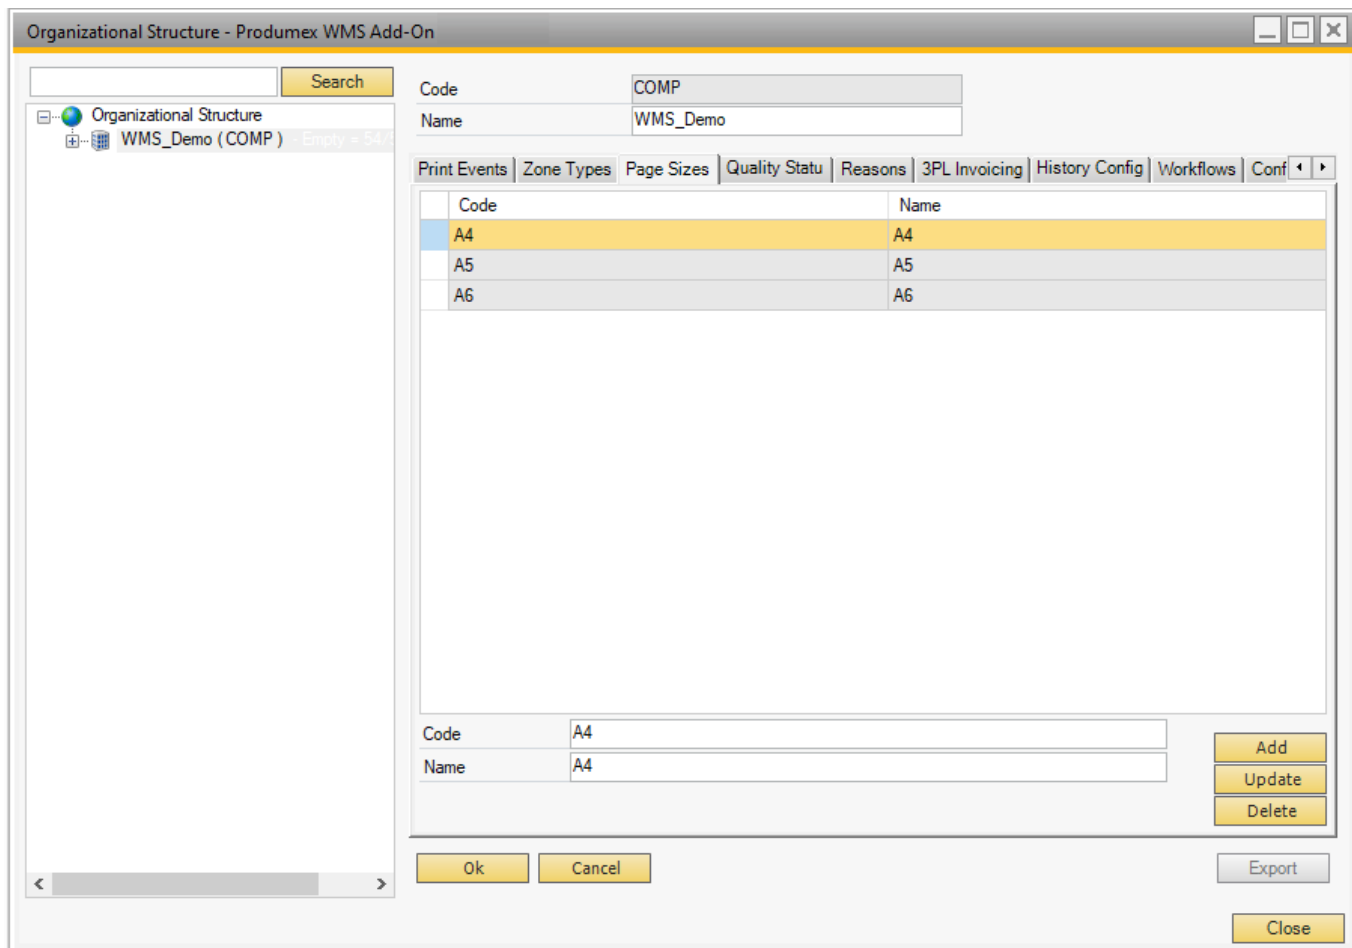 Organizational Structure - Produmex WMS Add-On
Search
Organizational Structure
WMS_Demo ( COMP ) - Empty = 54/
Code COMP
Name WMS_Demo
Print Events Zone Types Page Sizes Quality Statu Reasons 3PL Invoicing History Config Workflows Conf
Code Name
A4 A4
A5 A5
A6 A6
Code A4
Name A4
Add
Update
Delete
Ok Cancel Export
Close